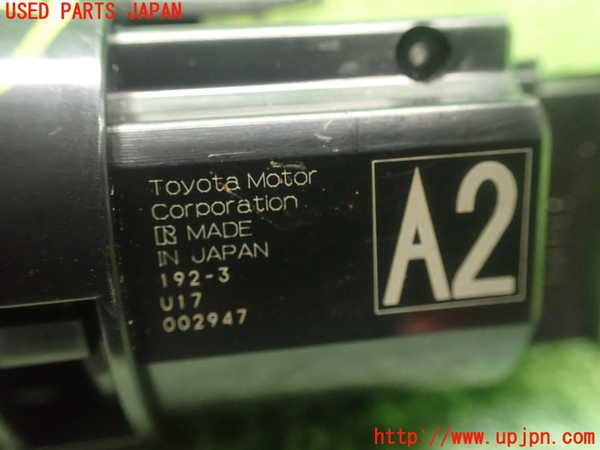 USED PARTS JAPAN
Toyota Motor
Corporation
R MADE
IN JAPAN
192-3
U17
002947
A2
http://www.upjpn.com